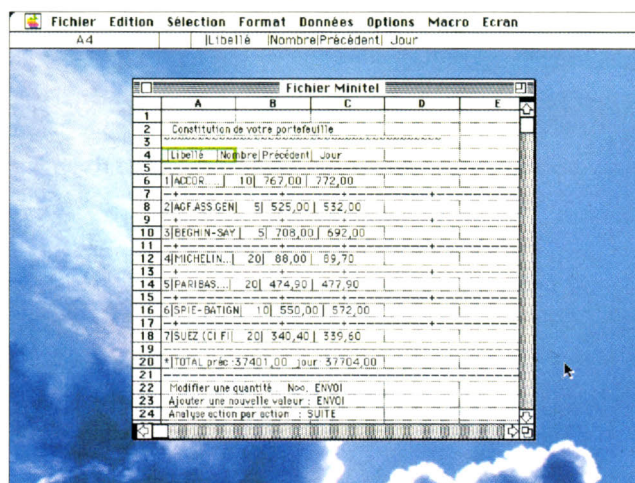 Fichier Edition Sélection Format Données Options Macro Ecran
A4 |Libellé |Nombre|Précédent| Jour
Fichier Minitel
A B C D E
1
2 Constitution de votre portefeuille
3 ~~~~~~~~~~~~~~~~~~~~~~~~~~~~~~~~~~~~~~~~
4 |Libellé |Nombre|Précédent| Jour
5 ----------------------------------------
6 1|ACCOR... | 10| 767,00| 772,00
7 -+---------+------+---------+-----------
8 2|AGF.ASS.GEN| 5| 525,00| 532,00
9 -+---------+------+---------+-----------
10 3|BEGHIN-SAY| 5| 708,00| 692,00
11 -+---------+------+---------+-----------
12 4|MICHELIN...| 20| 88,00| 89,70
13 -+---------+------+---------+-----------
14 5|PARIBAS...| 20| 474,90| 477,90
15 -+---------+------+---------+-----------
16 6|SPIE-BATIGN| 10| 550,00| 572,00
17 -+---------+------+---------+-----------
18 7|SUEZ (CI FI| 20| 340,40| 339,60
19 ----------------------------------------
20 *|TOTAL préc :37401,00 jour 37704,00
21 ----------------------------------------
22 Modifier une quantité ENVOI
23 Ajouter une nouvelle valeur : ENVOI
24 Analyse action par action : SUITE